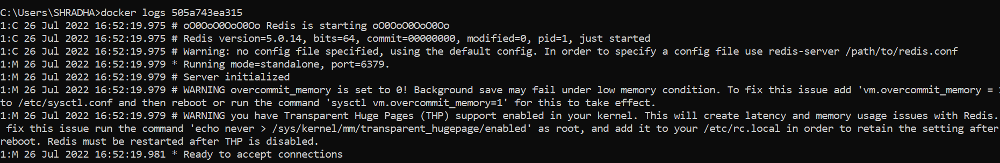 C:\Users\SHRADHA>docker logs 505a743ea315
1:C 26 Jul 2022 16:52:19.975 # oO0OoO0OoO0Oo Redis is starting oO0OoO0OoO0Oo
1:C 26 Jul 2022 16:52:19.975 # Redis version=5.0.14, bits=64, commit=00000000, modified=0, pid=1, just started
1:C 26 Jul 2022 16:52:19.975 # Warning: no config file specified, using the default config. In order to specify a config file use redis-server /path/to/redis.conf
1:M 26 Jul 2022 16:52:19.979 * Running mode=standalone, port=6379.
1:M 26 Jul 2022 16:52:19.979 # Server initialized
1:M 26 Jul 2022 16:52:19.979 # WARNING overcommit_memory is set to 0! Background save may fail under low memory condition. To fix this issue add 'vm.overcommit_memory =
to /etc/sysctl.conf and then reboot or run the command 'sysctl vm.overcommit_memory=1' for this to take effect.
1:M 26 Jul 2022 16:52:19.979 # WARNING you have Transparent Huge Pages (THP) support enabled in your kernel. This will create latency and memory usage issues with Redis.
fix this issue run the command 'echo never > /sys/kernel/mm/transparent_hugepage/enabled' as root, and add it to your /etc/rc.local in order to retain the setting after
reboot. Redis must be restarted after THP is disabled.
1:M 26 Jul 2022 16:52:19.981 * Ready to accept connections